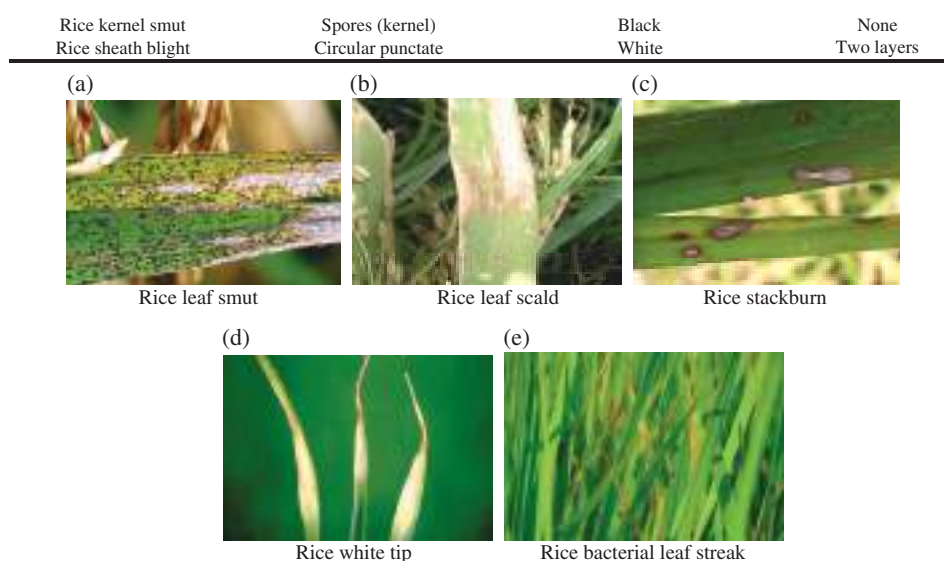 Rice kernel smut Spores (kernel) Black None
Rice sheath blight Circular punctate White Two layers
(a) (b) (c)
Rice leaf smut Rice leaf scald Rice stackburn
(d) (e)
Rice white tip Rice bacterial leaf streak